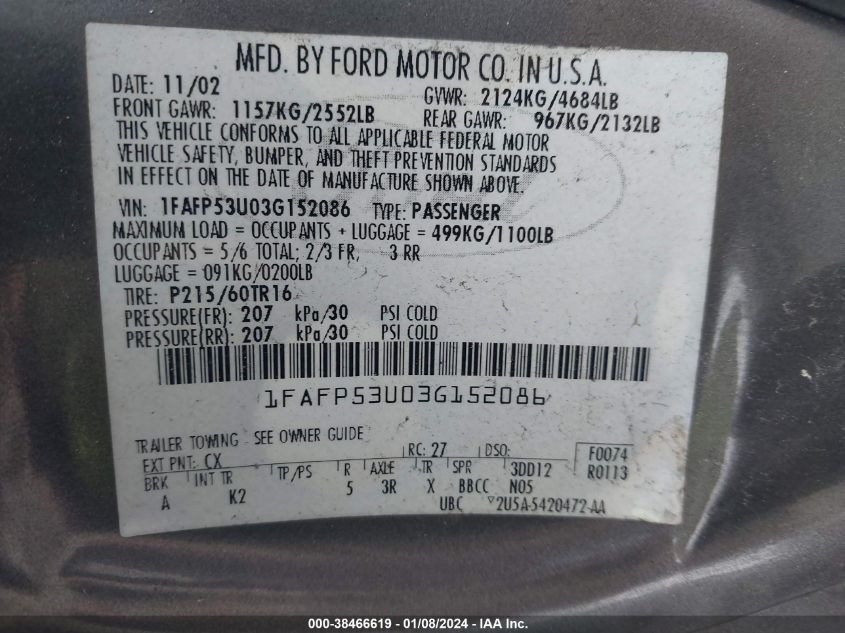 MFD. BY FORD MOTOR CO. IN U.S.A.
DATE: 11/02 GVWR: 2124KG/4684LB
FRONT GAWR: 1157KG/2552LB REAR GAWR: 967KG/2132LB
THIS VEHICLE CONFORMS TO ALL APPLICABLE FEDERAL MOTOR
VEHICLE SAFETY, BUMPER, AND THEFT PREVENTION STANDARDS
IN EFFECT ON THE DATE OF MANUFACTURE SHOWN ABOVE.
VIN: 1FAFP53U03G152086 TYPE: PASSENGER
MAXIMUM LOAD = OCCUPANTS + LUGGAGE = 499KG/1100LB
OCCUPANTS = 5/6 TOTAL; 2/3 FR, 3 RR
LUGGAGE = 091KG/0200LB
TIRE: P215/60TR16
PRESSURE(FR): 207 kPa/30 PSI COLD
PRESSURE(RR): 207 kPa/30 PSI COLD
1FAFP53U03G152086
TRAILER TOWING - SEE OWNER GUIDE
EXT PNT: CX RC: 27 DSO: F0074
BRK INT TR TP/PS R AXLE TR SPR 3DD12 R0113
A K2 5 3R X BBCC N05
UBC 2U5A-5420472-AA
000-38466619 - 01/08/2024 - IAA Inc.